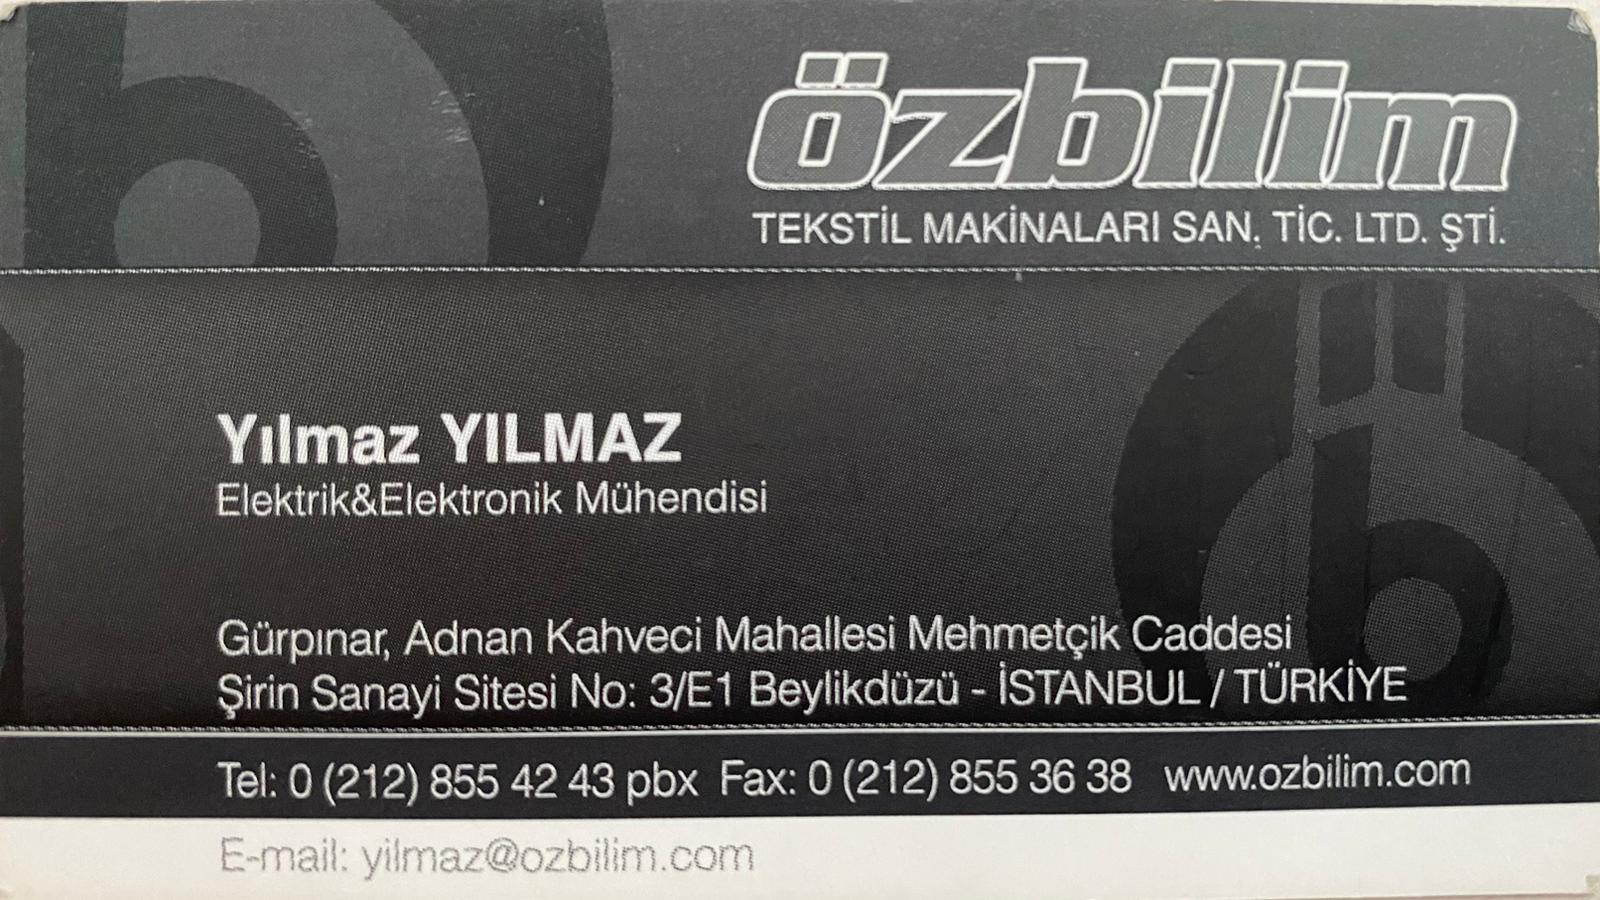 özbilim
TEKSTİL MAKİNALARI SAN. TİC. LTD. ŞTİ.
Yılmaz YILMAZ
Elektrik&Elektronik Mühendisi
Gürpınar, Adnan Kahveci Mahallesi Mehmetçik Caddesi
Şirin Sanayi Sitesi No: 3/E1 Beylikdüzü - İSTANBUL / TÜRKİYE
Tel: 0 (212) 855 42 43 pbx Fax: 0 (212) 855 36 38 www.ozbilim.com
E-mail: yilmaz@ozbilim.com